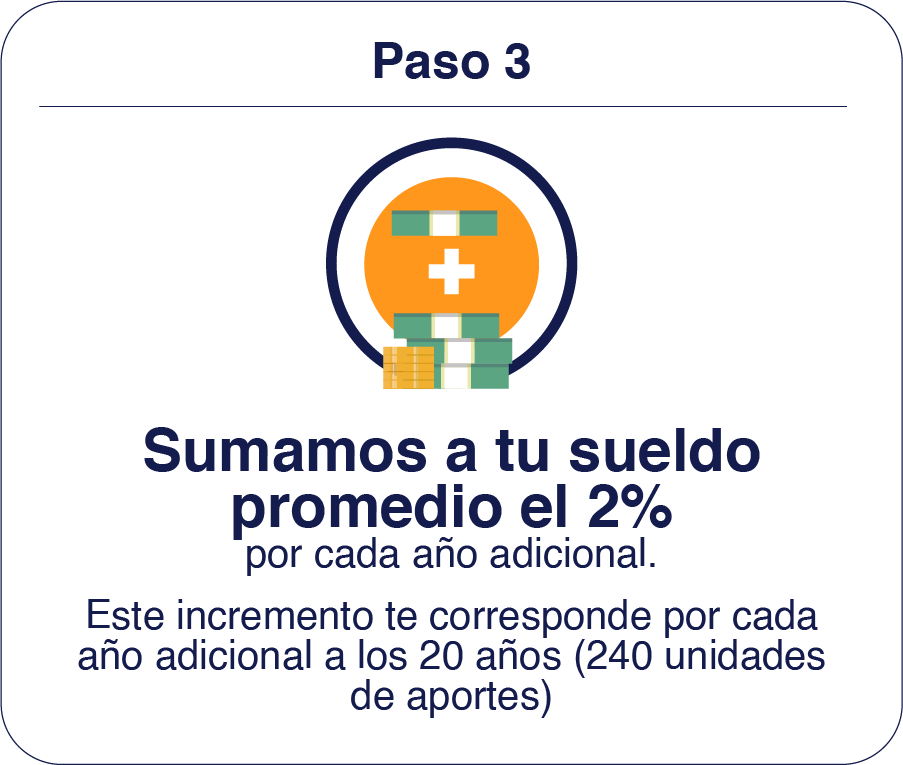 Paso 3
Sumamos a tu sueldo
promedio el 2%
por cada año adicional.
Este incremento te corresponde por cada
año adicional a los 20 años (240 unidades
de aportes)